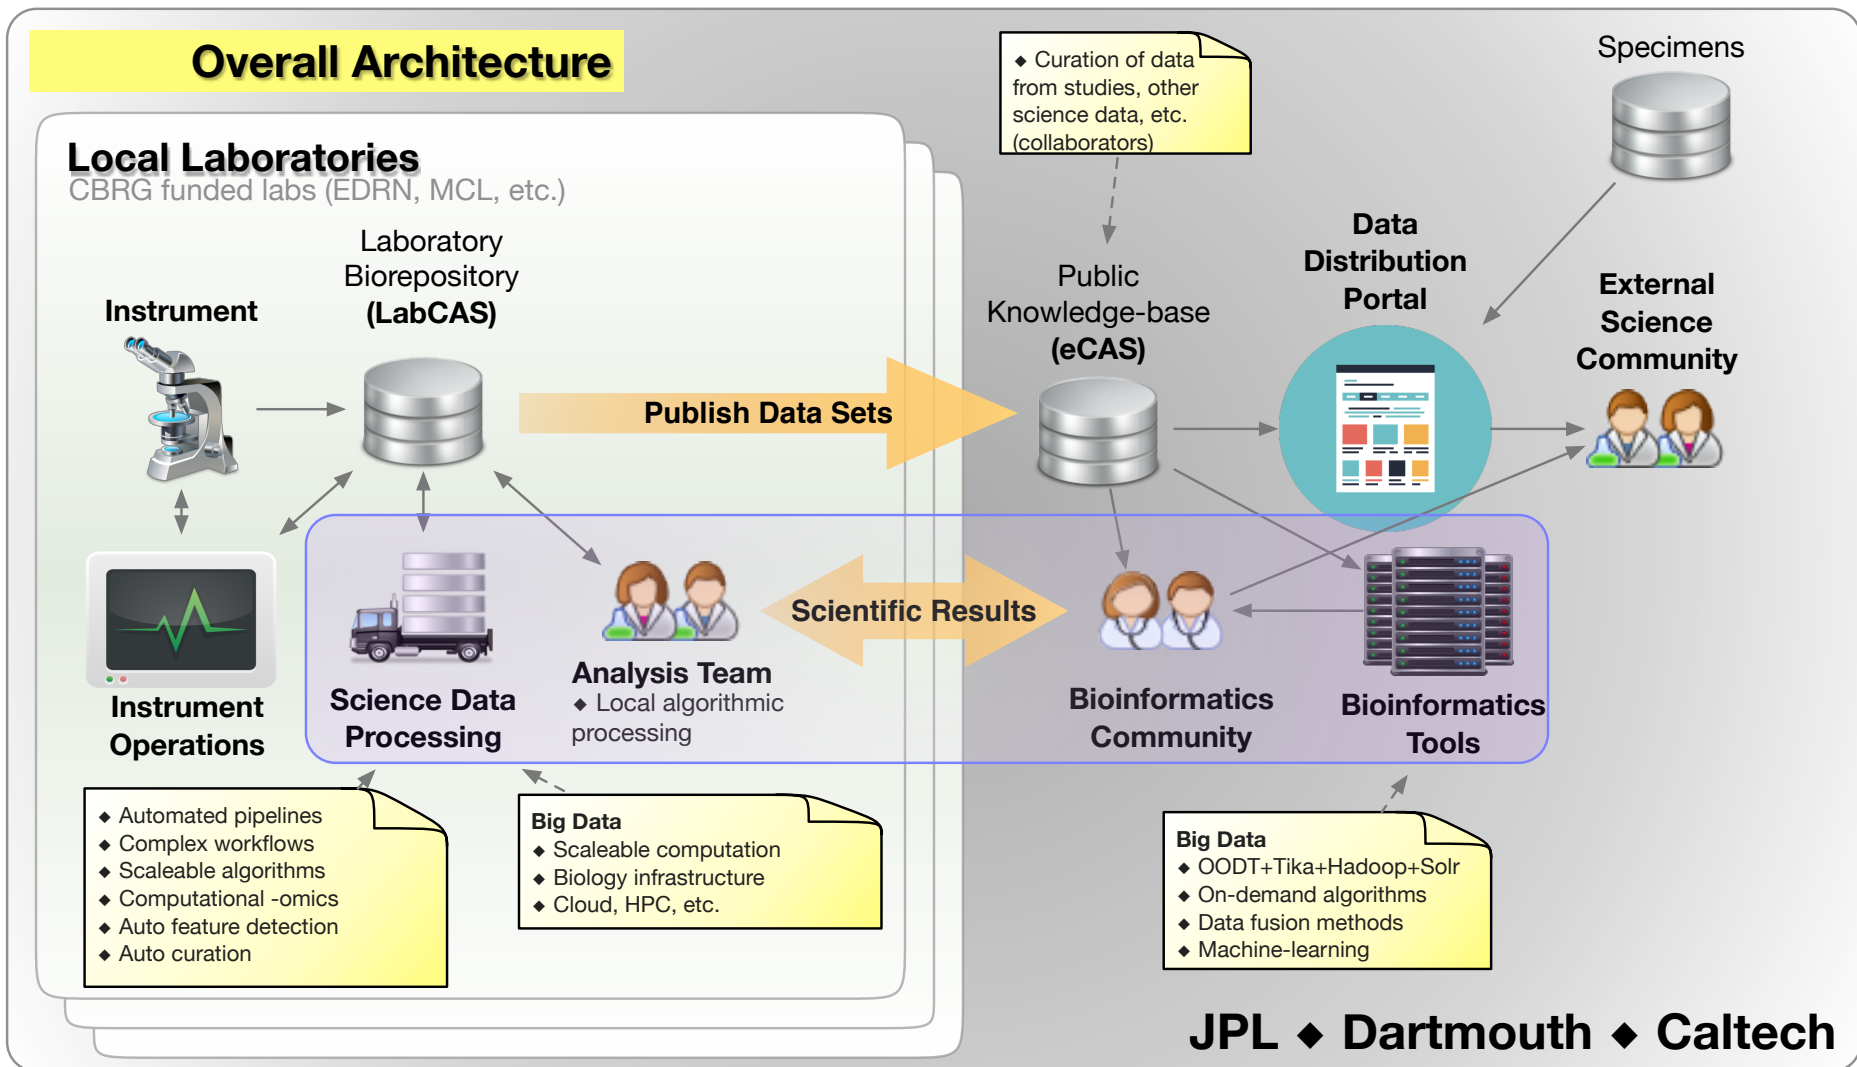 Overall Architecture
Local Laboratories
CBRG funded labs (EDRN, MCL, etc.)
Instrument
Laboratory
Biorepository
(LabCAS)
Publish Data Sets
◆ Curation of data
from studies, other
science data, etc.
(collaborators)
Public
Knowledge-base
(eCAS)
Data
Distribution
Portal
Specimens
External
Science
Community
Instrument
Operations
Science Data
Processing
Analysis Team
◆ Local algorithmic
processing
Scientific Results
Bioinformatics
Community
Bioinformatics
Tools
◆ Automated pipelines
◆ Complex workflows
◆ Scaleable algorithms
◆ Computational -omics
◆ Auto feature detection
◆ Auto curation
Big Data
◆ Scaleable computation
◆ Biology infrastructure
◆ Cloud, HPC, etc.
Big Data
◆ OODT+Tika+Hadoop+Solr
◆ On-demand algorithms
◆ Data fusion methods
◆ Machine-learning
JPL ◆ Dartmouth ◆ Caltech